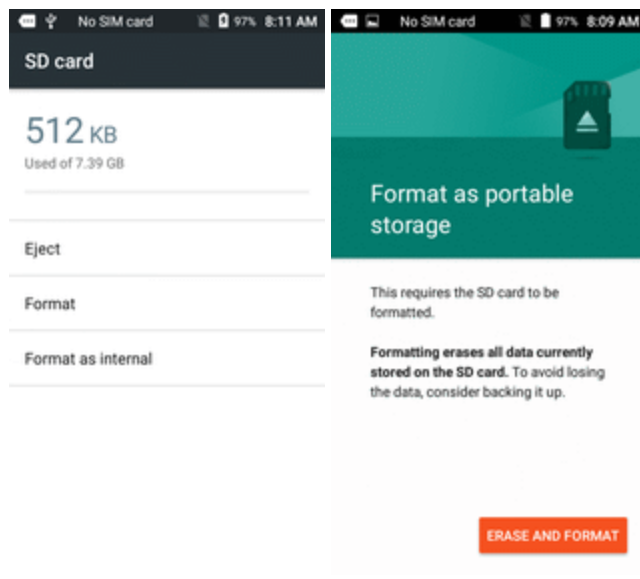 No SIM card 97% 8:11 AM
SD card
512 KB
Used of 7.39 GB
Eject
Format
Format as internal
No SIM card 97% 8:09 AM
Format as portable
storage
This requires the SD card to be
formatted.
Formatting erases all data currently
stored on the SD card. To avoid losing
the data, consider backing it up.
ERASE AND FORMAT